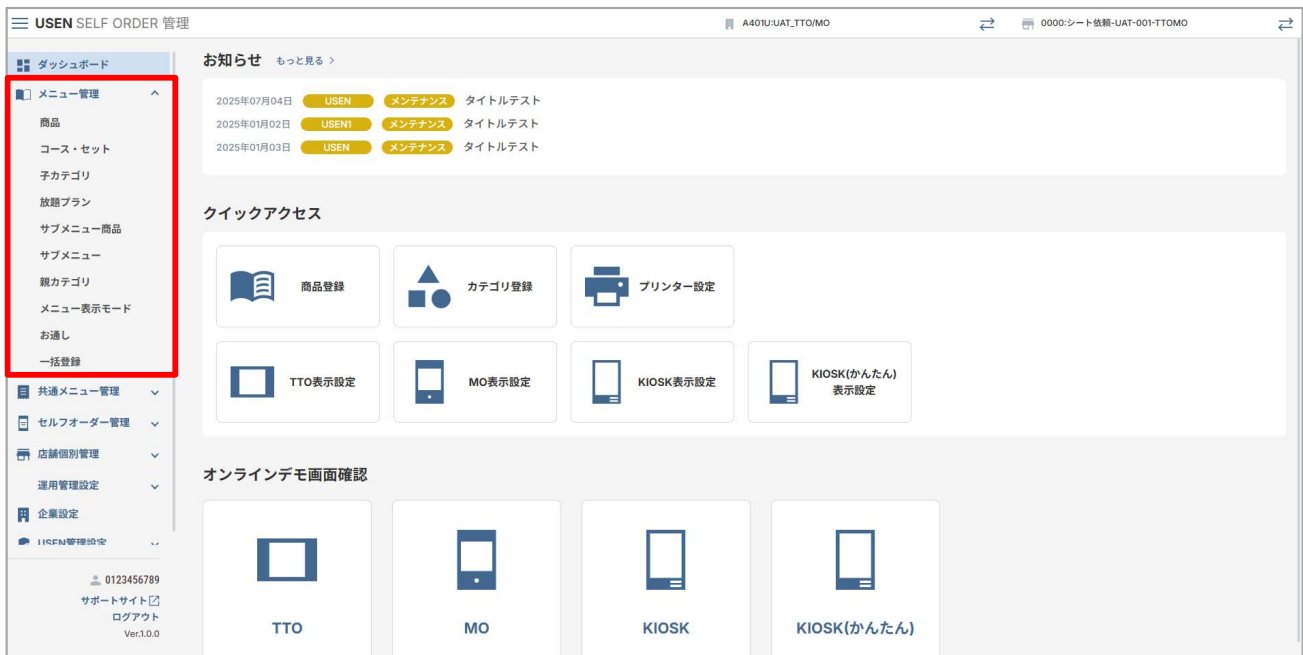 USEN SELF ORDER 管理
A401U:UAT_TTO/MO
0000:シート依頼-UAT-001-TTOMO
ダッシュボード
メニュー管理
商品
コース・セット
子カテゴリ
放題プラン
サブメニュー商品
サブメニュー
親カテゴリ
メニュー表示モード
お通し
一括登録
共通メニュー管理
セルフオーダー管理
店舗個別管理
運用管理設定
企業設定
USEN管理設定
0123456789
サポートサイト
ログアウト
Ver.1.0.0
お知らせ もっと見る >
2025年07月04日 USEN メンテナンス タイトルテスト
2025年01月02日 USEN1 メンテナンス タイトルテスト
2025年01月03日 USEN メンテナンス タイトルテスト
クイックアクセス
商品登録
カテゴリ登録
プリンター設定
TTO表示設定
MO表示設定
KIOSK表示設定
KIOSK(かんたん)
表示設定
オンラインデモ画面確認
TTO
MO
KIOSK
KIOSK(かんたん)